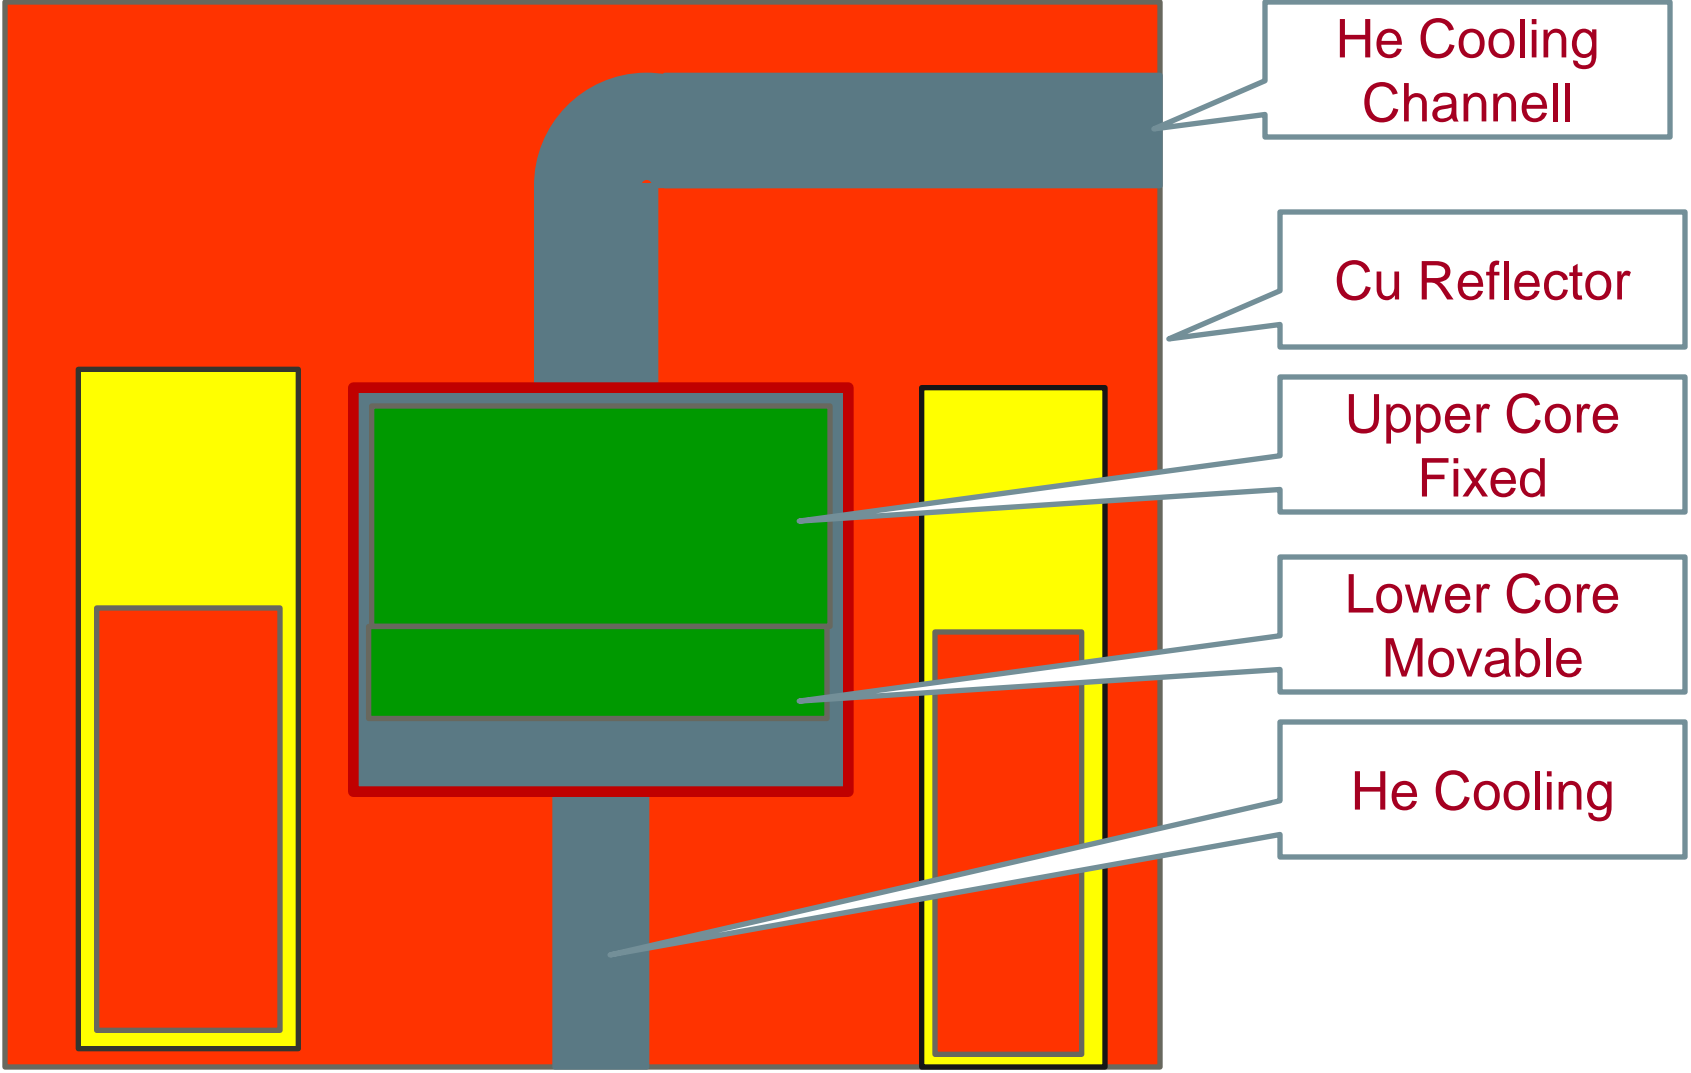 He Cooling
Channell
Cu Reflector
Upper Core
Fixed
Lower Core
Movable
He Cooling